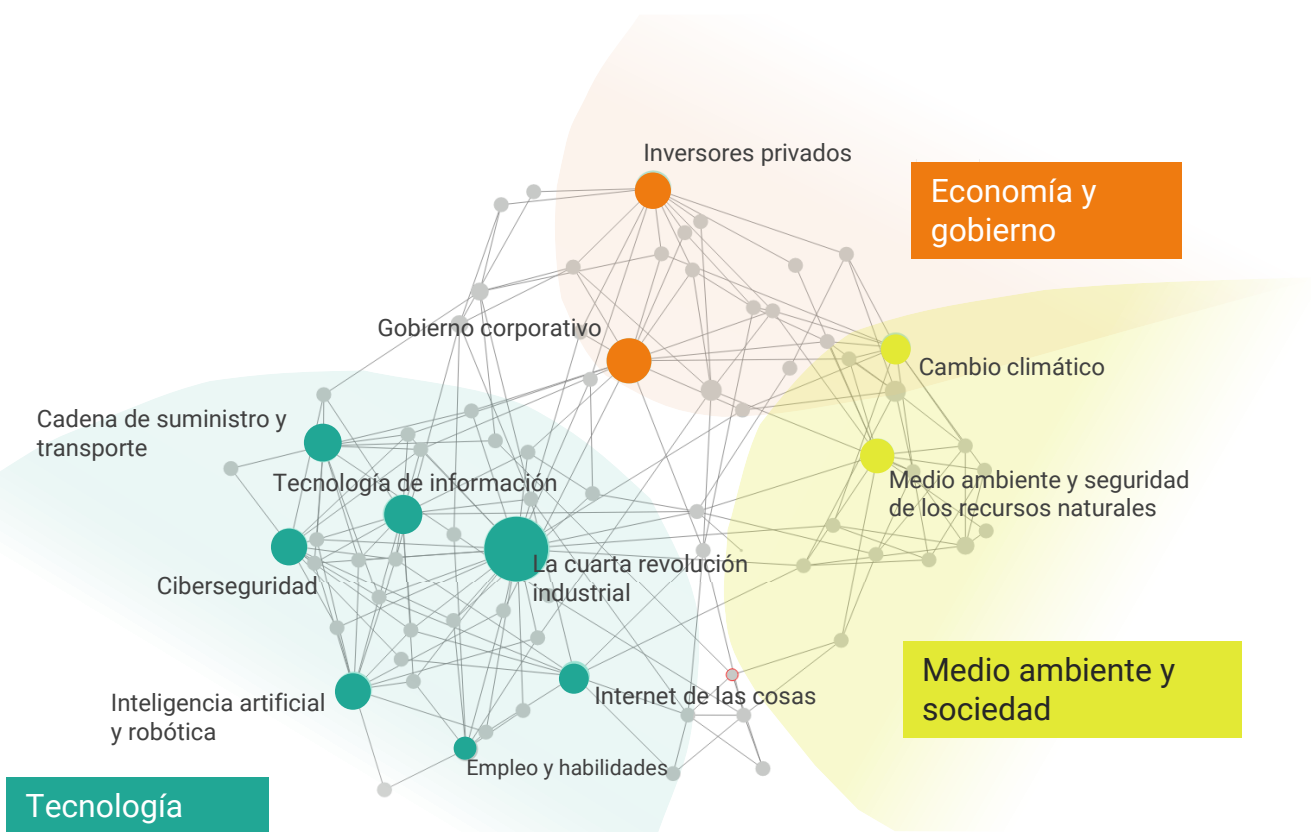 Inversores privados
Economía y
gobierno
Gobierno corporativo
Cambio climático
Cadena de suministro y
transporte
Tecnología de información
Medio ambiente y seguridad
de los recursos naturales
La cuarta revolución
industrial
Ciberseguridad
Medio ambiente y
sociedad
Internet de las cosas
Inteligencia artificial
y robótica
Empleo y habilidades
Tecnología